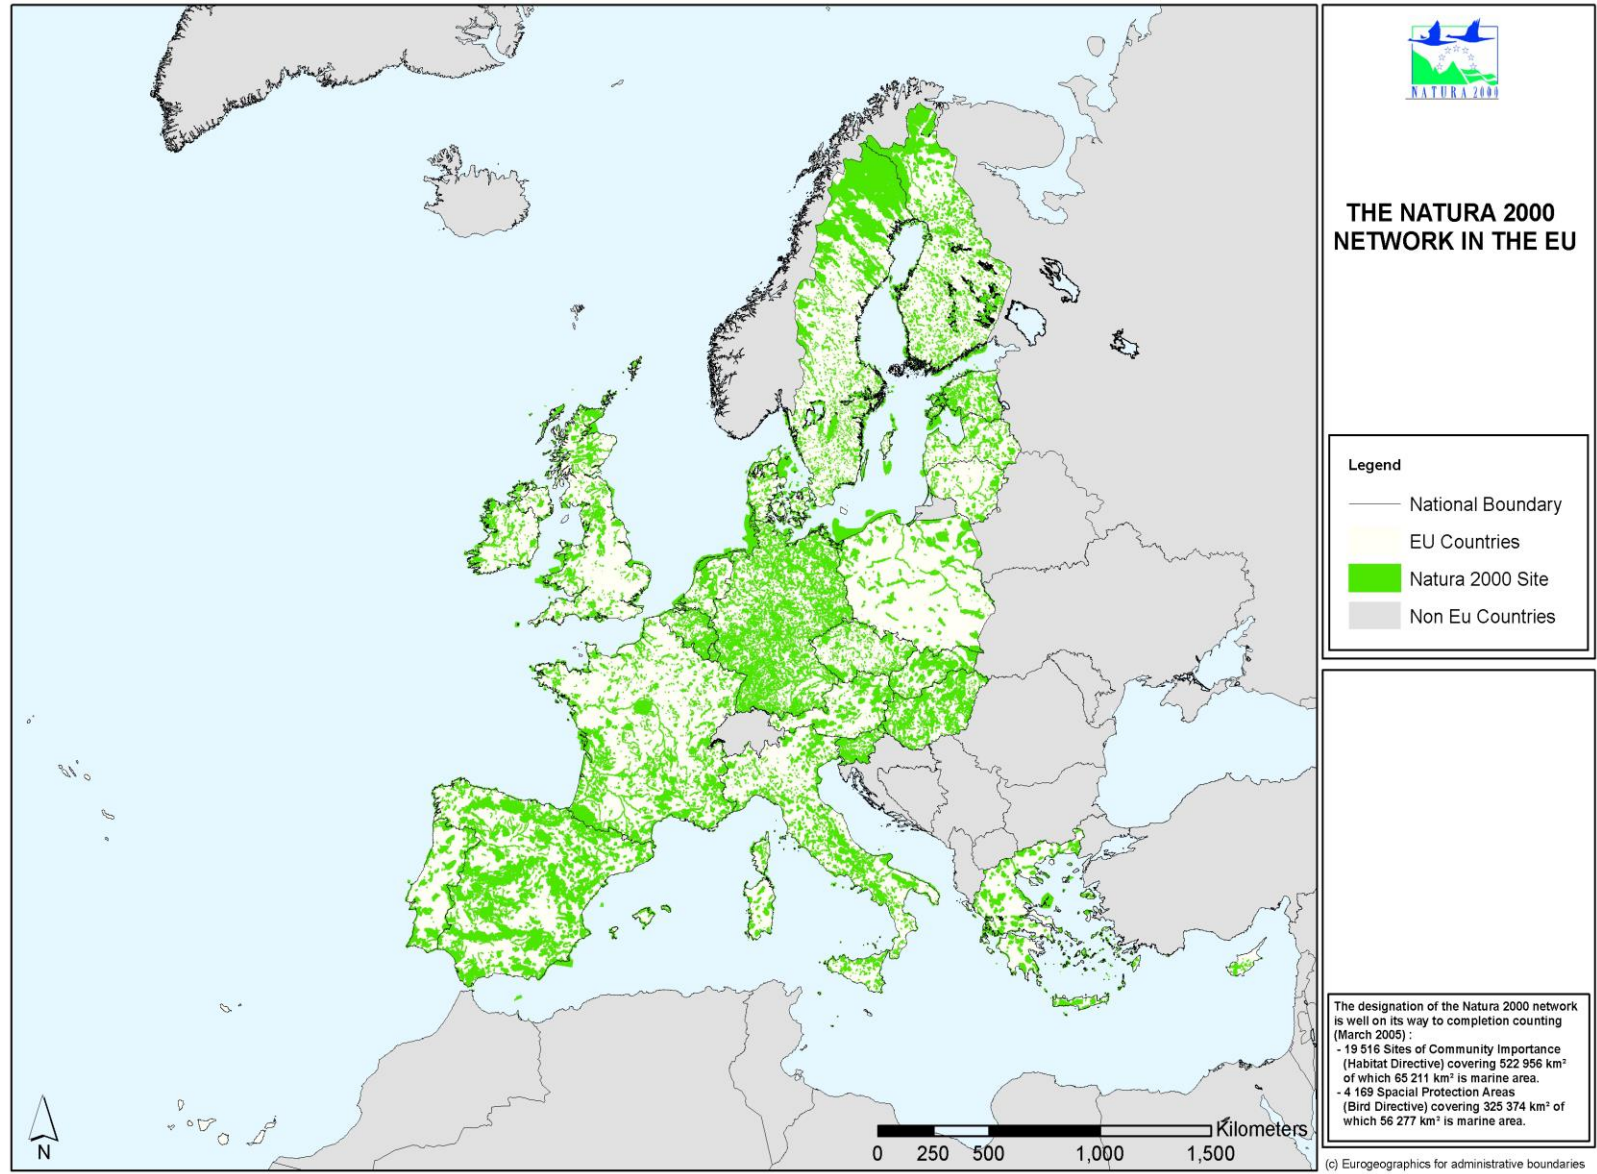 NATURA 2000
THE NATURA 2000
NETWORK IN THE EU
Legend
National Boundary
EU Countries
Natura 2000 Site
Non Eu Countries
The designation of the Natura 2000 network
is well on its way to completion counting
(March 2005) :
- 19 516 Sites of Community Importance
(Habitat Directive) covering 522 956 km²
of which 65 211 km² is marine area.
- 4 169 Spacial Protection Areas
(Bird Directive) covering 325 374 km² of
which 56 277 km² is marine area.
N
Kilometers
0 250 500 1,000 1,500
(c) Eurogeographics for administrative boundaries